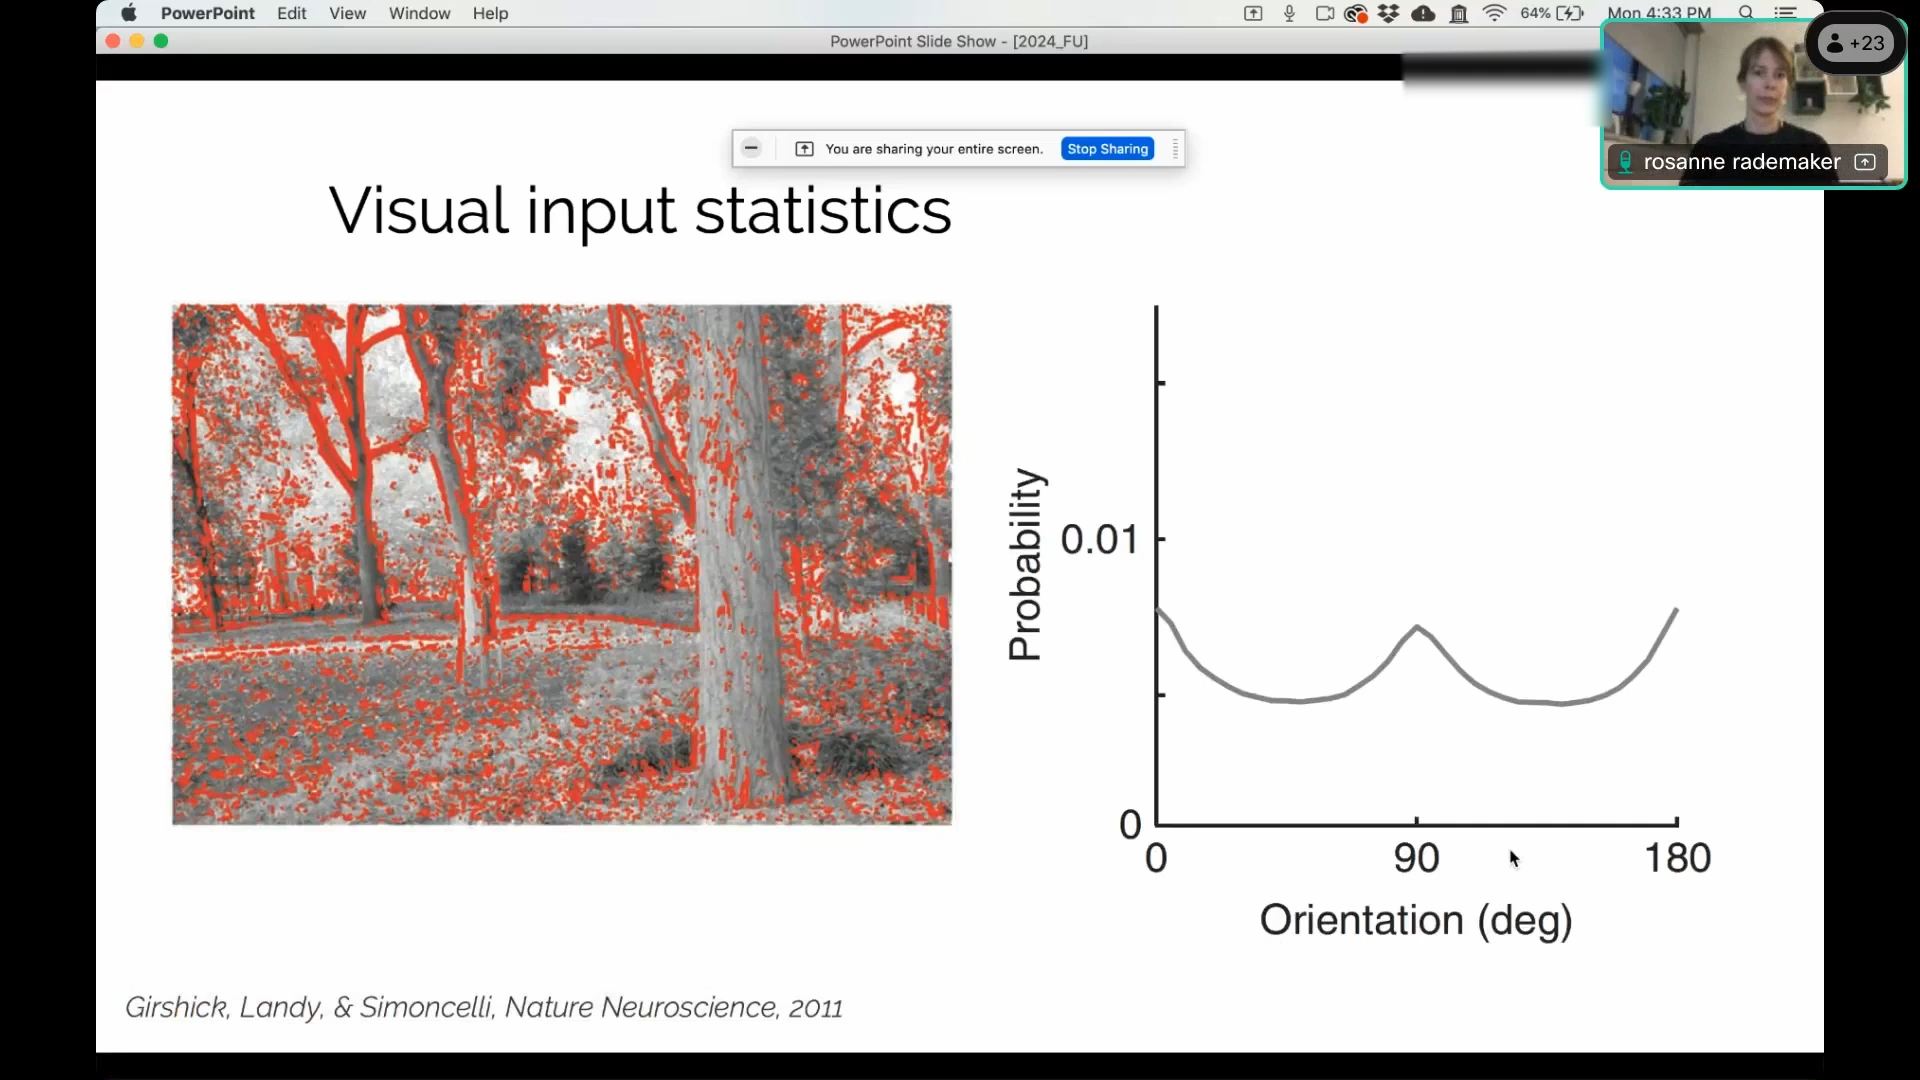 PowerPoint Edit View Window Help 64% Mon 4:33 PM
PowerPoint Slide Show - [2024_FU]
+23
You are sharing your entire screen. Stop Sharing
rosanne rademaker
Visual input statistics
Probability
0.01
0
0 90 180
Orientation (deg)
Girshick, Landy, & Simoncelli, Nature Neuroscience, 2011